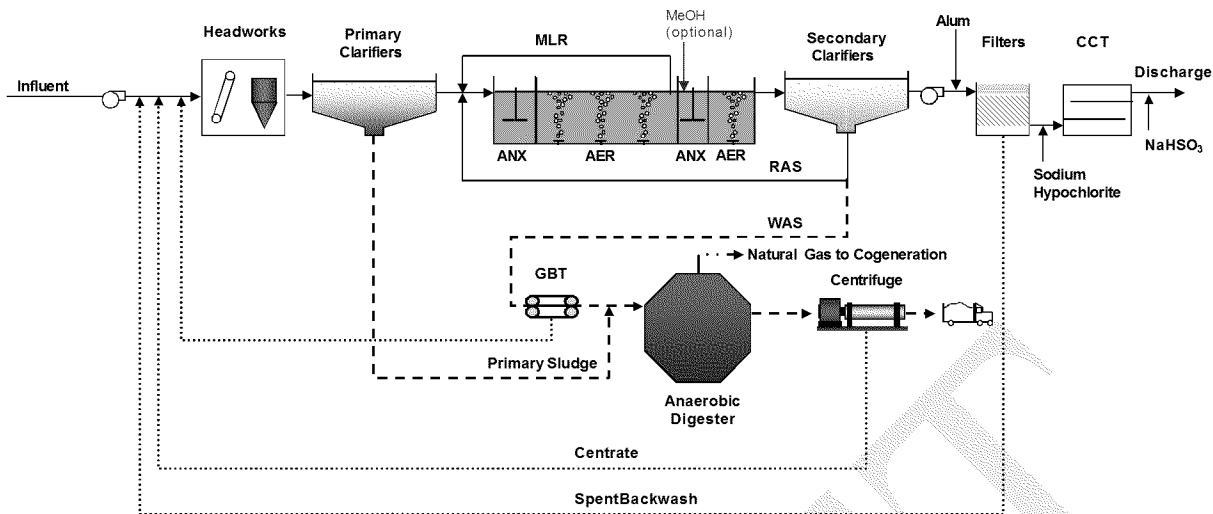 Headworks
Primary
Clarifiers
MLR
MeOH
(optional)
Secondary
Clarifiers
Alum
Filters
CCT
Discharge
Influent
ANX
AER
ANX
AER
RAS
Sodium
Hypochlorite
NaHSO3
WAS
Natural Gas to Cogeneration
GBT
Centrifuge
Primary Sludge
Anaerobic
Digester
Centrate
SpentBackwash